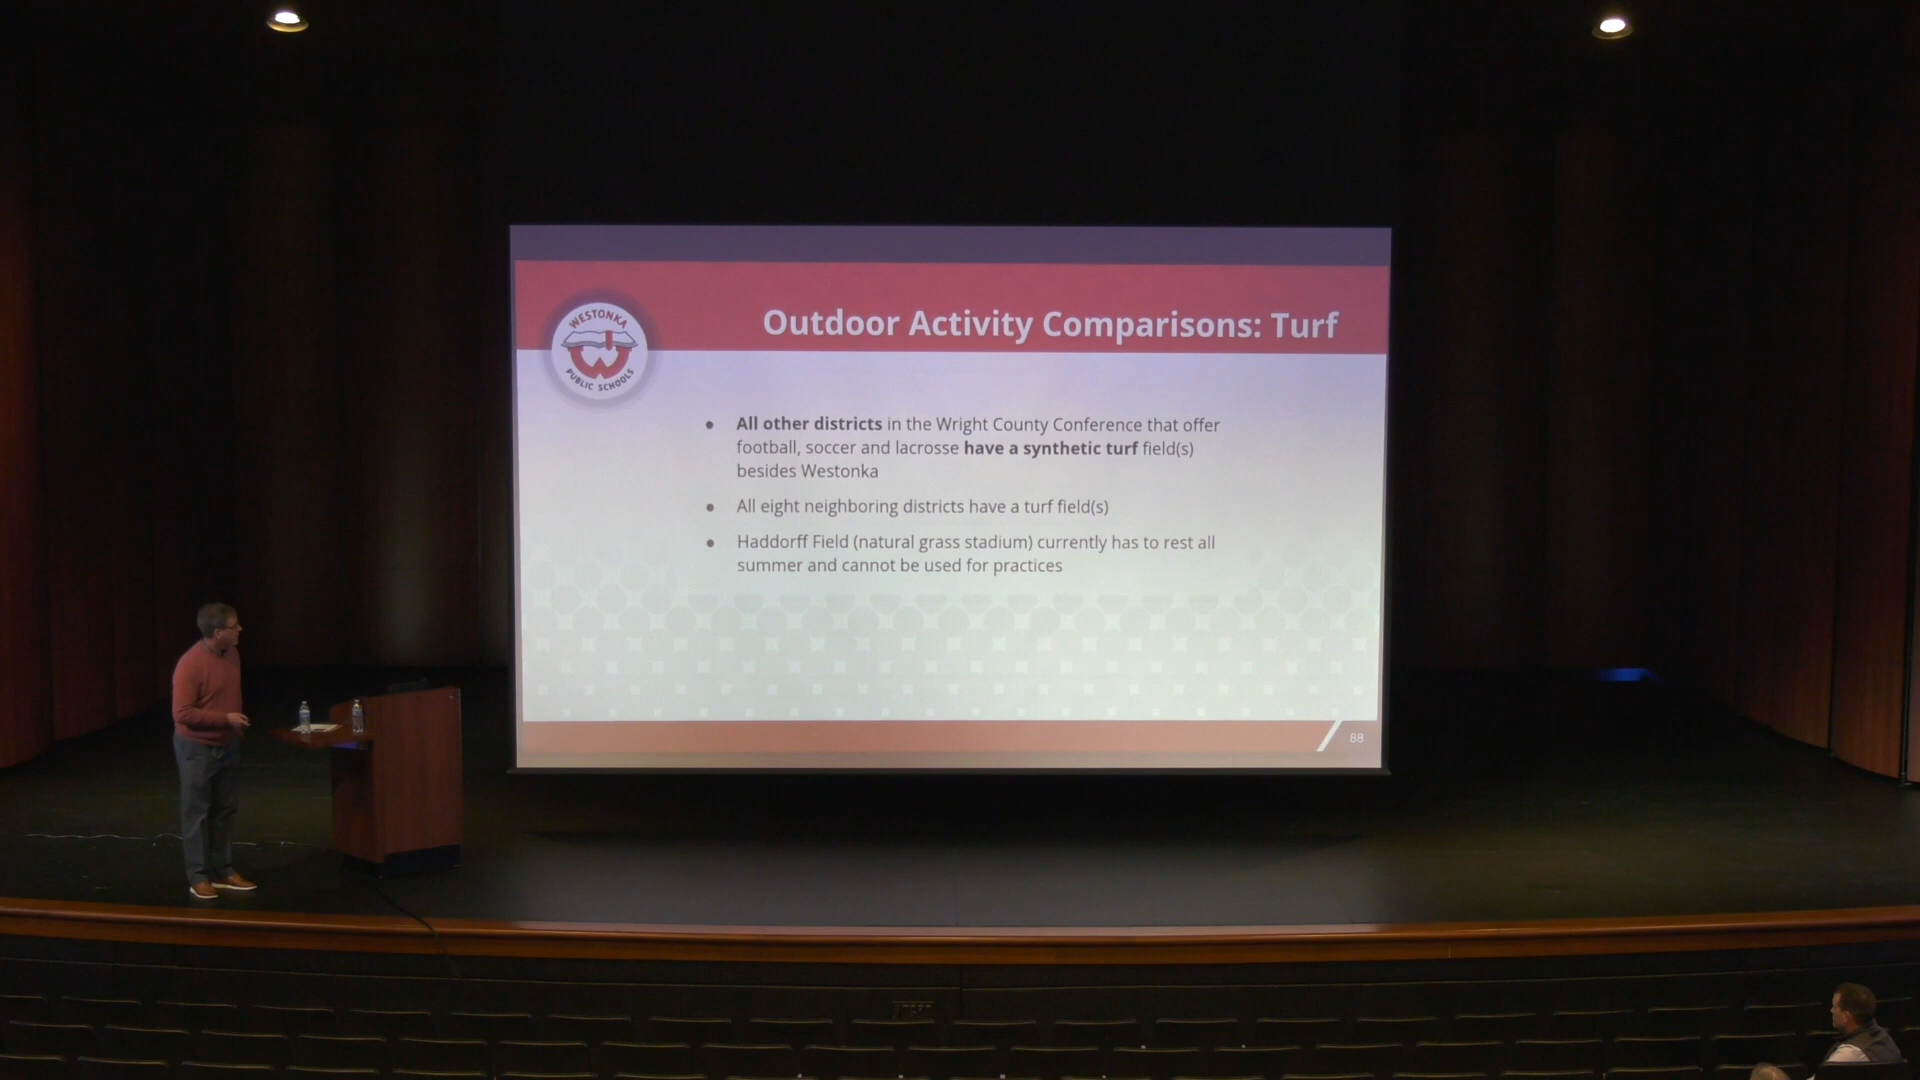 Outdoor Activity Comparisons: Turf
WESTONKA
PUBLIC SCHOOLS
● All other districts in the Wright County Conference that offer
football, soccer and lacrosse have a synthetic turf field(s)
besides Westonka
● All eight neighboring districts have a turf field(s)
● Haddorff Field (natural grass stadium) currently has to rest all
summer and cannot be used for practices
88